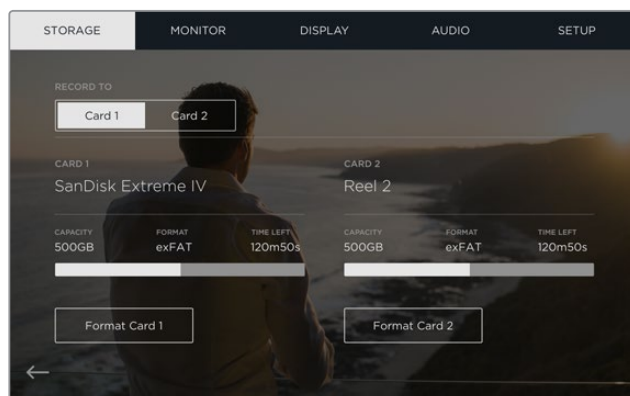 STORAGE MONITOR DISPLAY AUDIO SETUP
RECORD TO
Card 1 Card 2
CARD 1 CARD 2
SanDisk Extreme IV Reel 2
CAPACITY FORMAT TIME LEFT CAPACITY FORMAT TIME LEFT
500GB exFAT 120m50s 500GB exFAT 120m50s
Format Card 1 Format Card 2